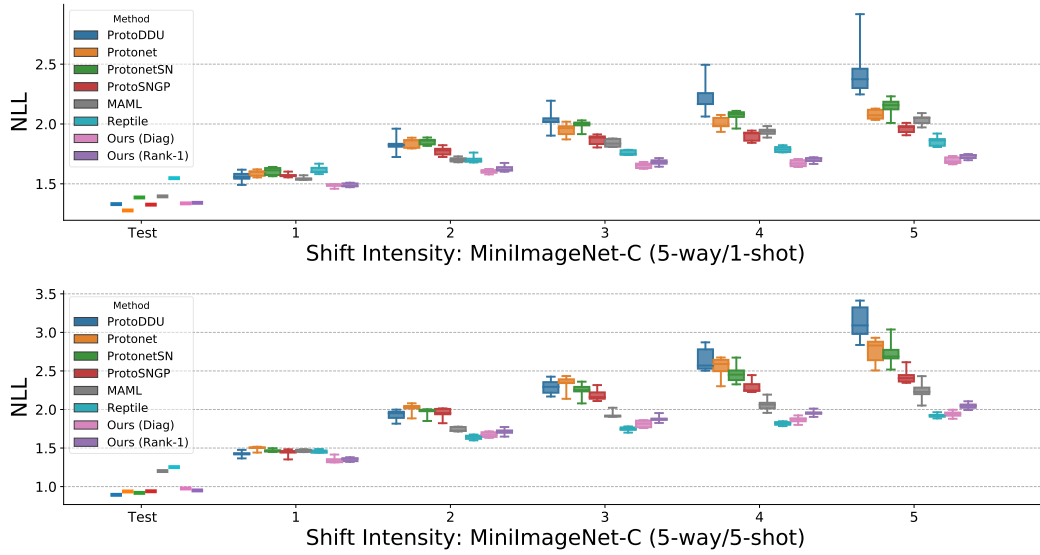 Method
ProtoDDU
Protonet
ProtonetSN
ProtoSNGP
MAML
Reptile
Ours (Diag)
Ours (Rank-1)
NLL
2.5
2.0
1.5
Test 1 2 3 4 5
Shift Intensity: MiniImageNet-C (5-way/1-shot)
Method
ProtoDDU
Protonet
ProtonetSN
ProtoSNGP
MAML
Reptile
Ours (Diag)
Ours (Rank-1)
NLL
3.5
3.0
2.5
2.0
1.5
1.0
Test 1 2 3 4 5
Shift Intensity: MiniImageNet-C (5-way/5-shot)